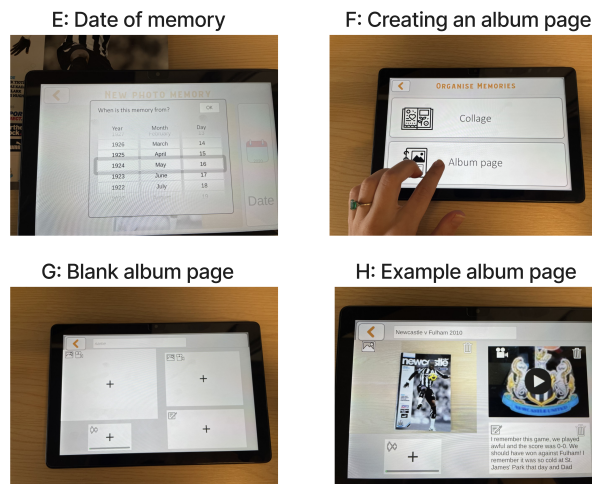 E: Date of memory
F: Creating an album page
NEW PHOTO MEMORY
When is this memory from?
OK
Year Month Day
1926 March 14
1925 April 15
1924 May 16
1923 June 17
1922 July 18
Date
ORGANISE MEMORIES
Collage
Album page
G: Blank album page
H: Example album page
Newcastle v Fulham 2010
newcastle
I remember this game, we played
awful and the score was 0-0. We
should have won against Fulham! I
remember it was so cold at St.
James' Park that day and Dad